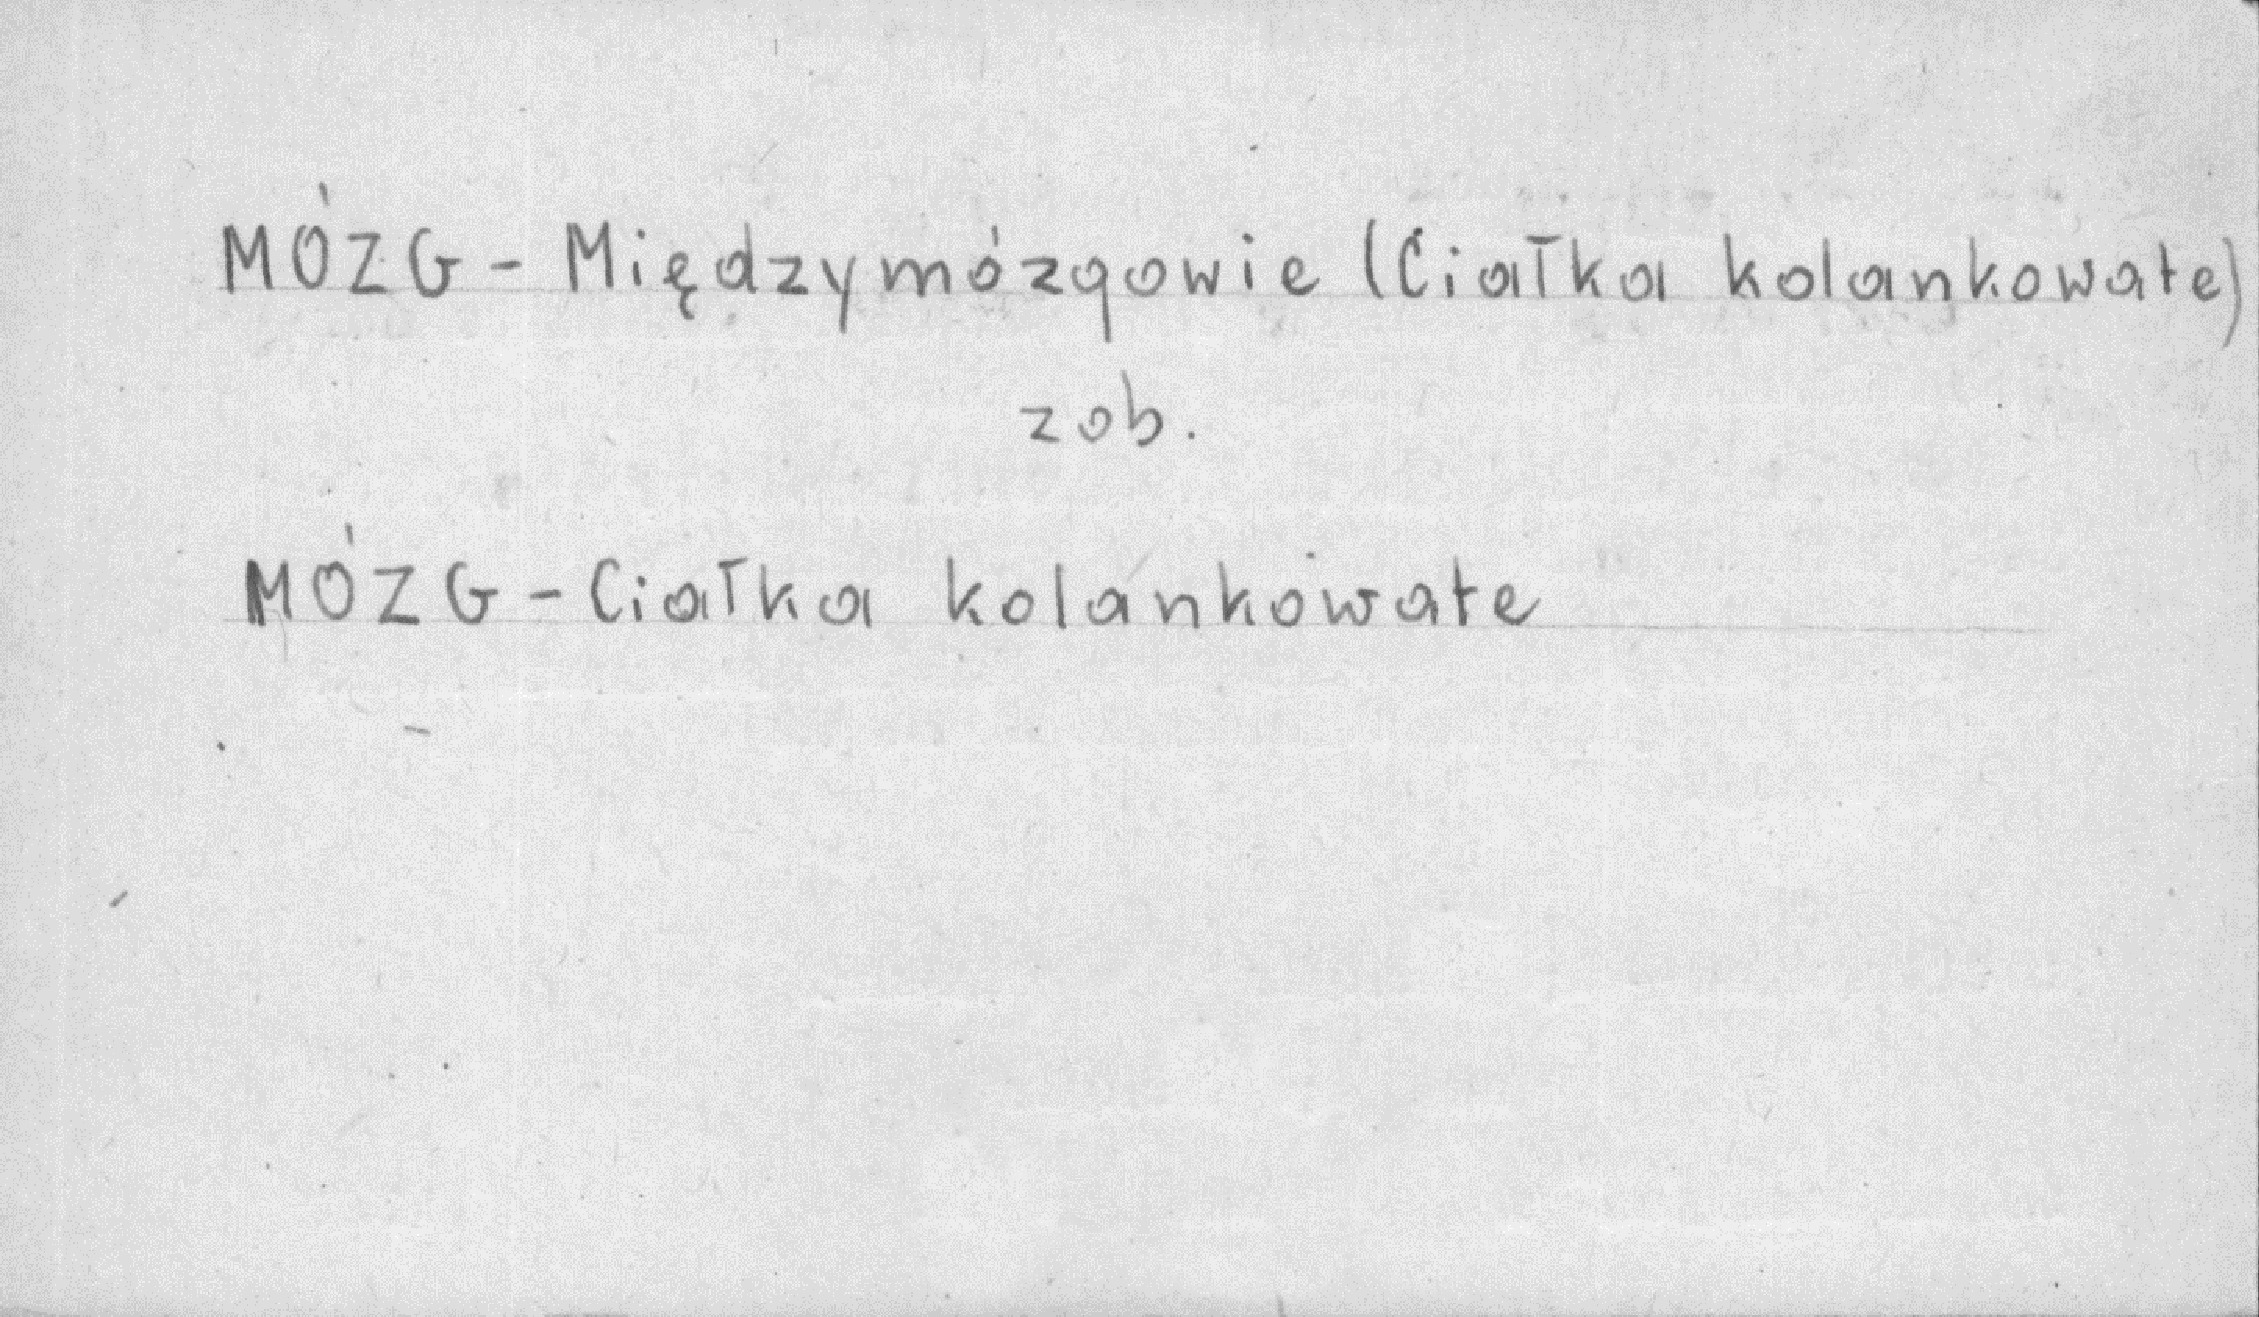 MÓZG - Międzymózgowie (Ciałka kolankowate)
zob.
MÓZG - Ciałka kolankowate